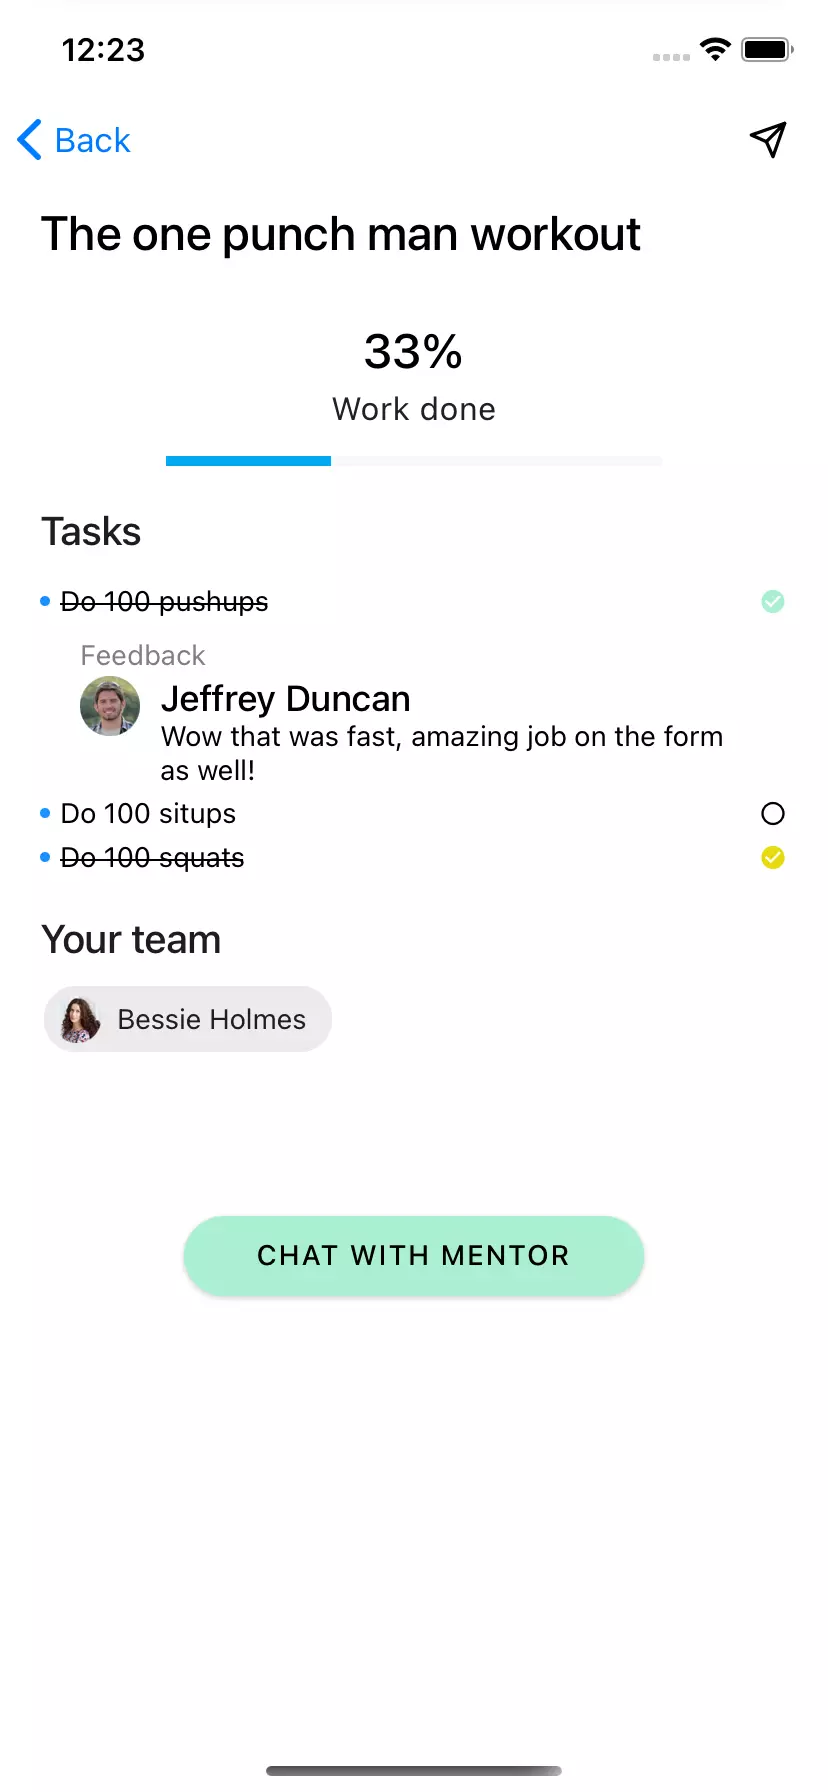 12:23
Back
The one punch man workout
33%
Work done
Tasks
Do 100 pushups
Feedback
Jeffrey Duncan
Wow that was fast, amazing job on the form
as well!
Do 100 situps
Do 100 squats
Your team
Bessie Holmes
CHAT WITH MENTOR